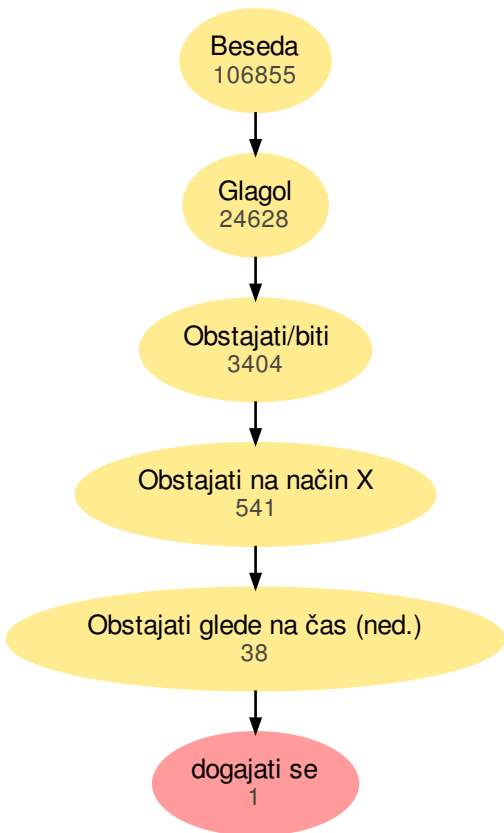 Beseda
106855
Glagol
24628
Obstajati/biti
3404
Obstajati na način X
541
Obstajati glede na čas (ned.)
38
dogajati se
1